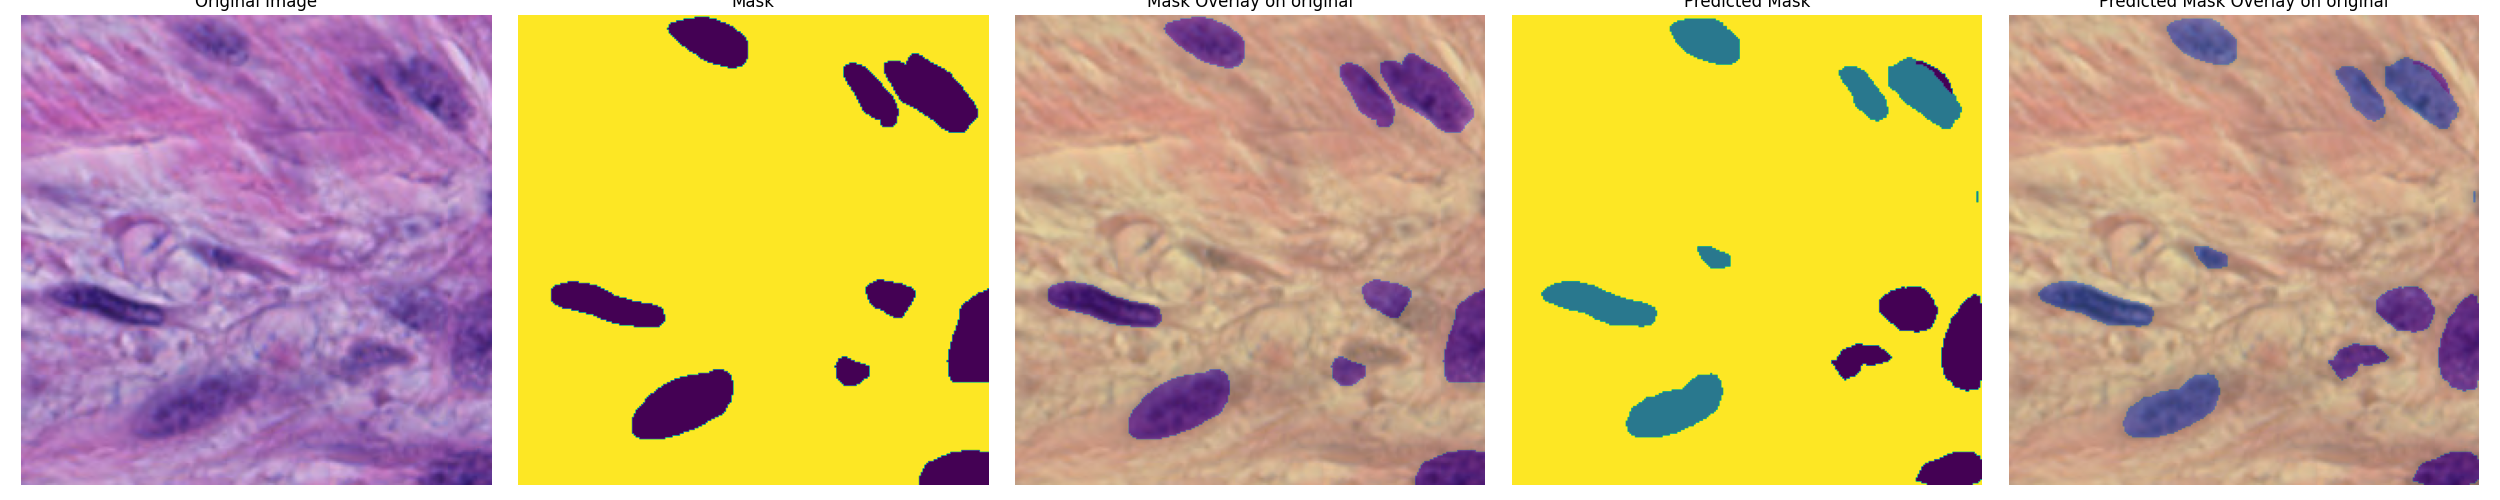 Original Image
Mask
Mask Overlay on original
Predicted Mask
Predicted Mask Overlay on original